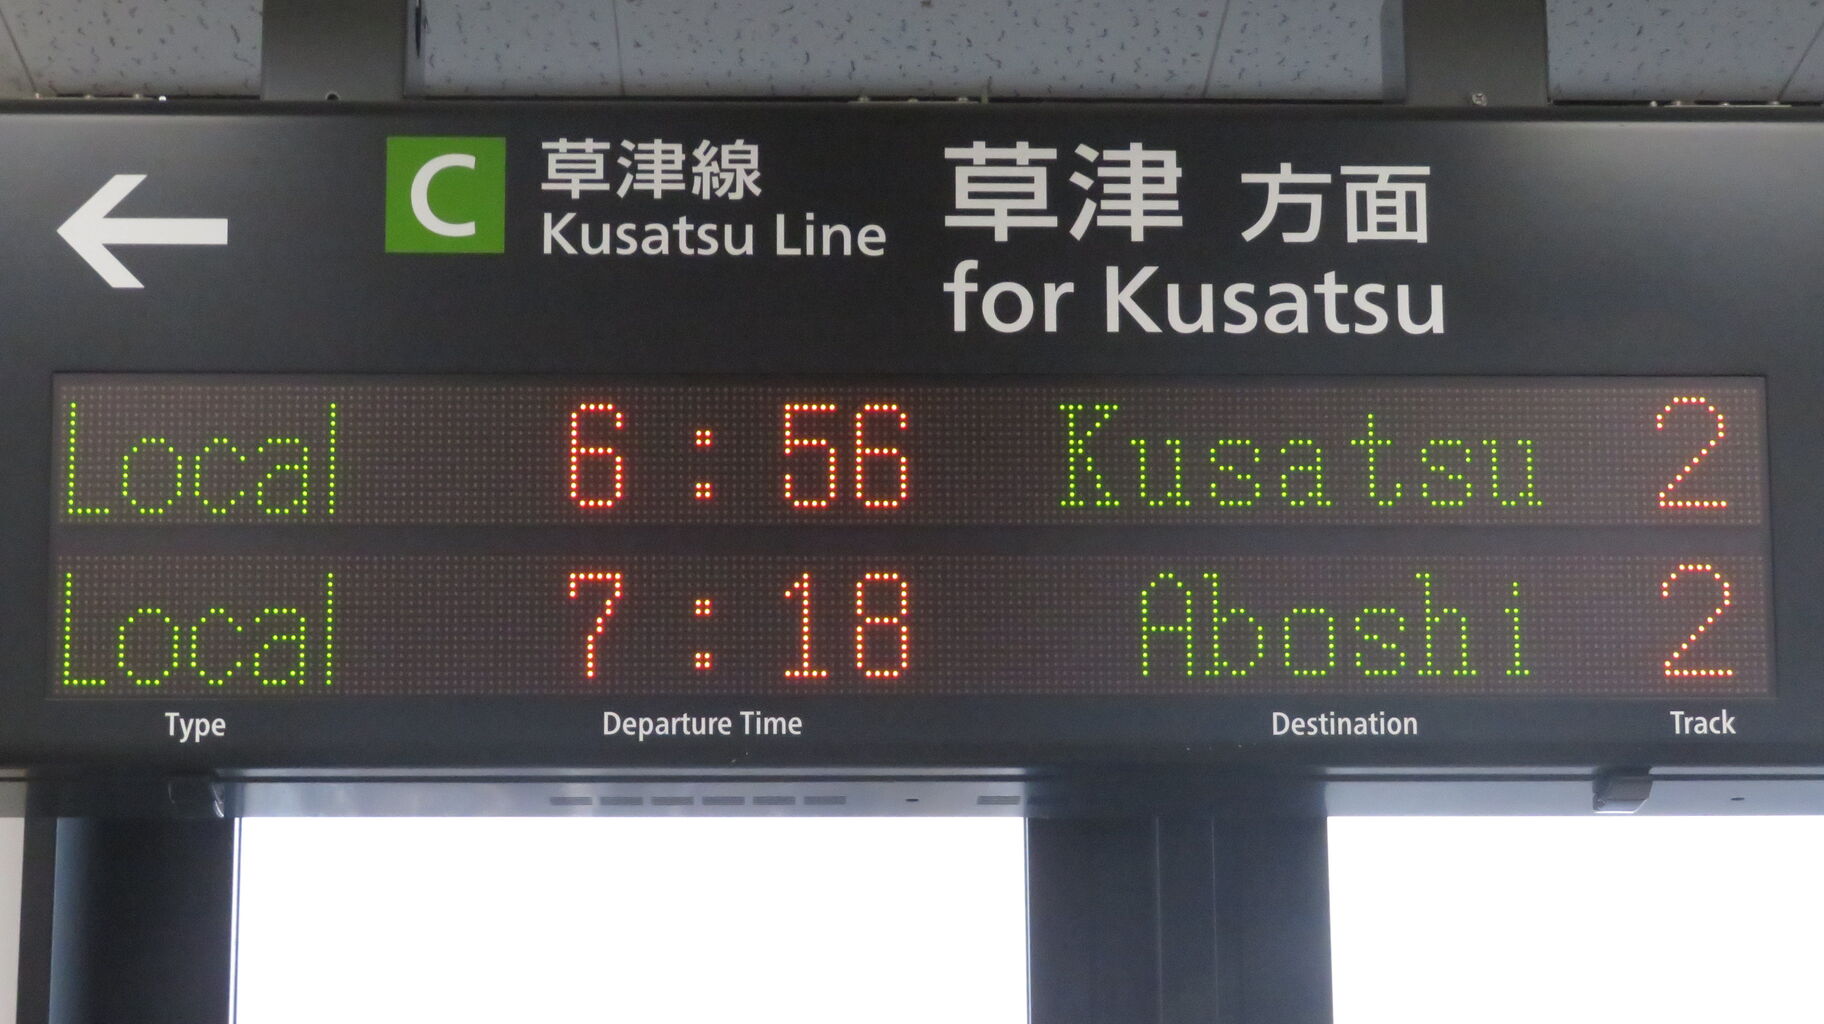 C 草津線 草津 方面
Kusatsu Line for Kusatsu
Local 6:56 Kusatsu 2
Local 7:18 Aboshi 2
Type Departure Time Destination Track